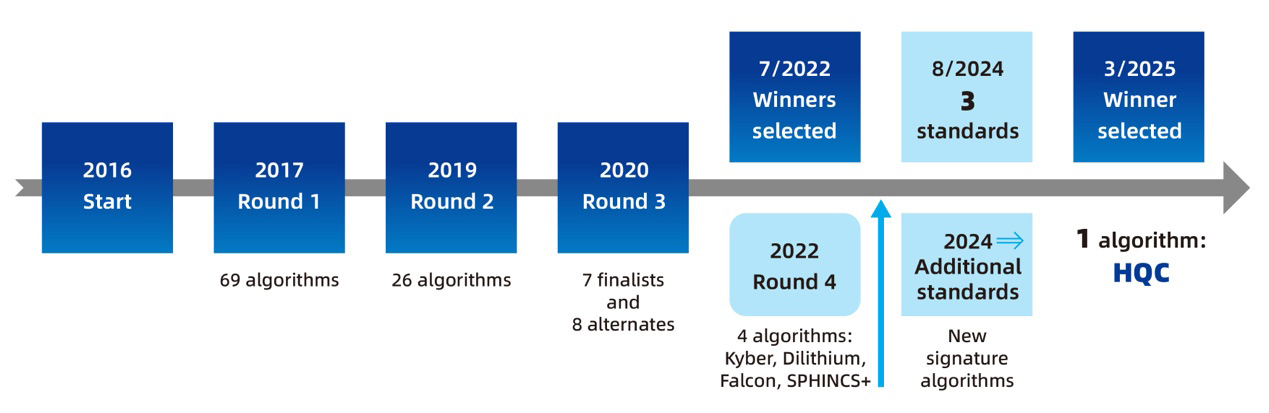 2016
Start
2017
Round 1
69 algorithms
2019
Round 2
26 algorithms
2020
Round 3
7 finalists
and
8 alternates
7/2022
Winners
selected
2022
Round 4
4 algorithms:
Kyber, Dilithium,
Falcon, SPHINCS+
8/2024
3
standards
2024
Additional
standards
New
signature
algorithms
3/2025
Winner
selected
1 algorithm:
HQC